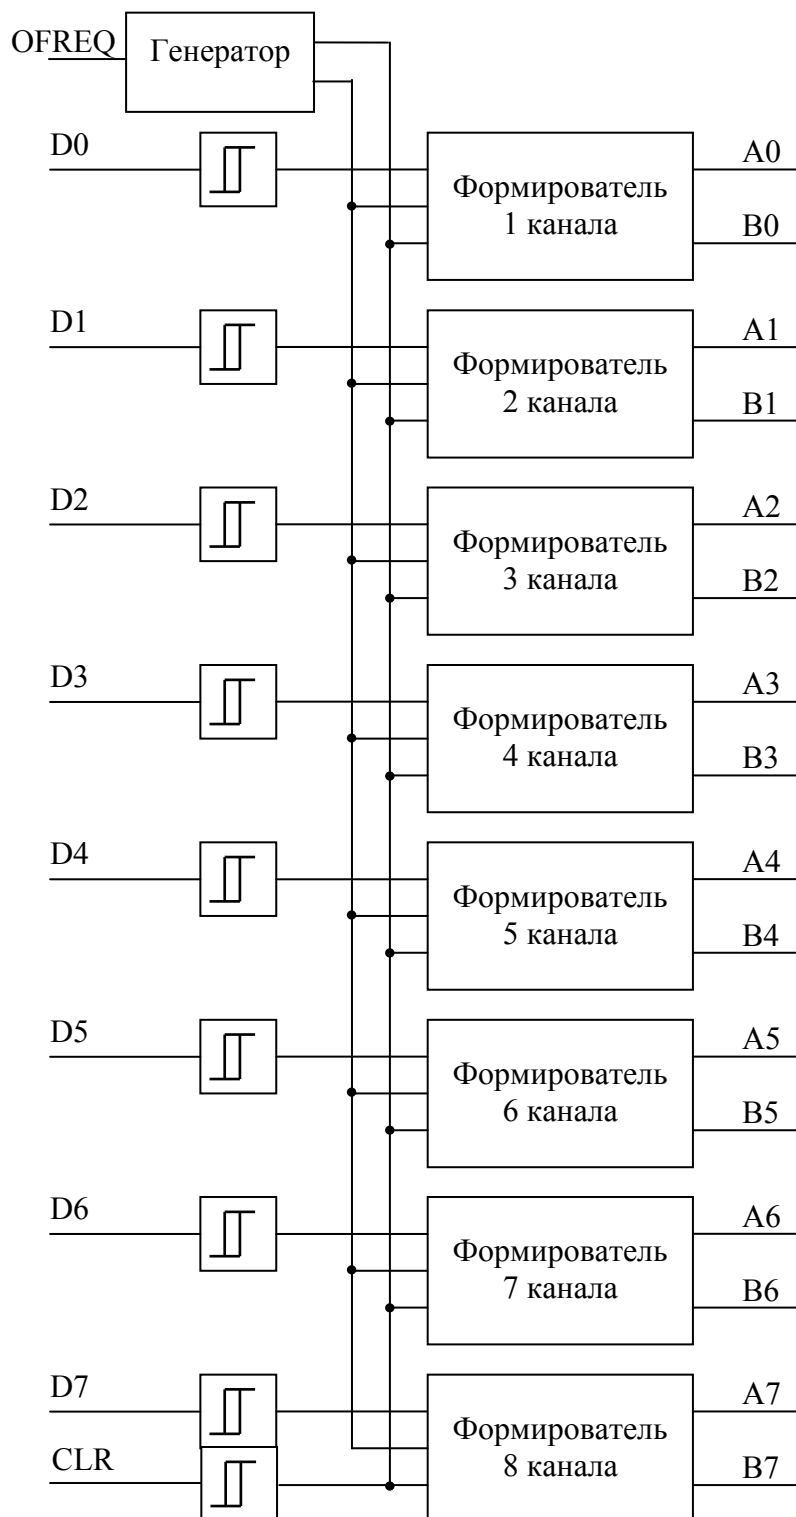 OFREQ
Генератор
D0
Формирователь
1 канала
A0
B0
D1
Формирователь
2 канала
A1
B1
D2
Формирователь
3 канала
A2
B2
D3
Формирователь
4 канала
A3
B3
D4
Формирователь
5 канала
A4
B4
D5
Формирователь
6 канала
A5
B5
D6
Формирователь
7 канала
A6
B6
D7
CLR
Формирователь
8 канала
A7
B7